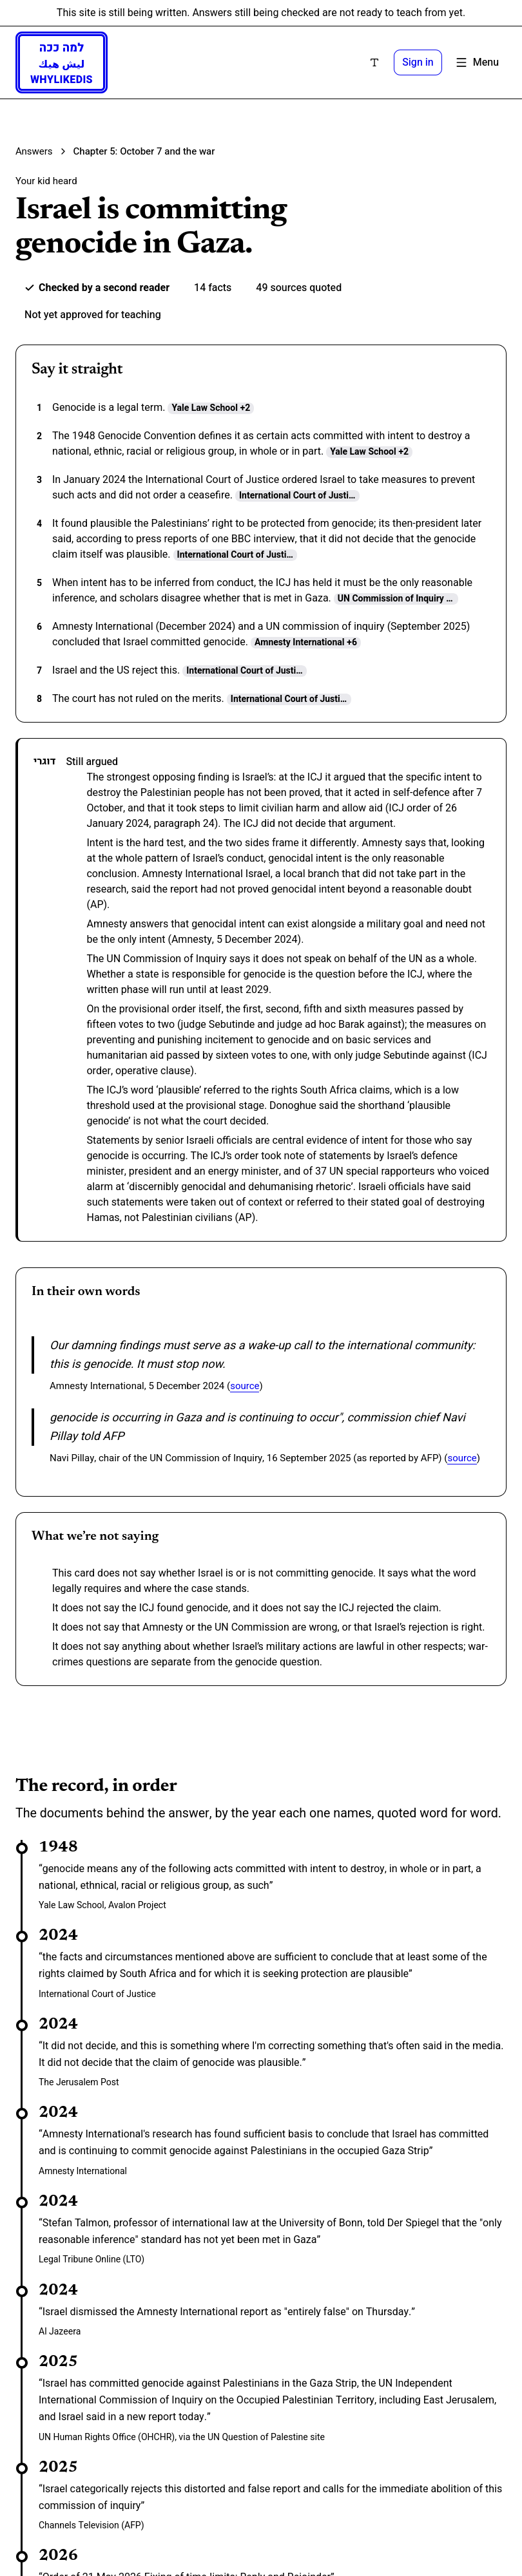 This site is still being written. Answers still being checked are not ready to teach from yet.
למה ככה
ليش هيك
WHYLIKEDIS
T
Sign in
Menu
Answers
Chapter 5: October 7 and the war
Your kid heard
Israel is committing
genocide in Gaza.
Checked by a second reader
14 facts
49 sources quoted
Not yet approved for teaching
Say it straight
1 Genocide is a legal term. Yale Law School +2
2 The 1948 Genocide Convention defines it as certain acts committed with intent to destroy a
national, ethnic, racial or religious group, in whole or in part. Yale Law School +2
3 In January 2024 the International Court of Justice ordered Israel to take measures to prevent
such acts and did not order a ceasefire. International Court of Justi…
4 It found plausible the Palestinians’ right to be protected from genocide; its then-president later
said, according to press reports of one BBC interview, that it did not decide that the genocide
claim itself was plausible. International Court of Justi…
5 When intent has to be inferred from conduct, the ICJ has held it must be the only reasonable
inference, and scholars disagree whether that is met in Gaza. UN Commission of Inquiry …
6 Amnesty International (December 2024) and a UN commission of inquiry (September 2025)
concluded that Israel committed genocide. Amnesty International +6
7 Israel and the US reject this. International Court of Justi…
8 The court has not ruled on the merits. International Court of Justi…
דוגרי Still argued
The strongest opposing finding is Israel’s: at the ICJ it argued that the specific intent to
destroy the Palestinian people has not been proved, that it acted in self-defence after 7
October, and that it took steps to limit civilian harm and allow aid (ICJ order of 26
January 2024, paragraph 24). The ICJ did not decide that argument.
Intent is the hard test, and the two sides frame it differently. Amnesty says that, looking
at the whole pattern of Israel’s conduct, genocidal intent is the only reasonable
conclusion. Amnesty International Israel, a local branch that did not take part in the
research, said the report had not proved genocidal intent beyond a reasonable doubt
(AP).
Amnesty answers that genocidal intent can exist alongside a military goal and need not
be the only intent (Amnesty, 5 December 2024).
The UN Commission of Inquiry says it does not speak on behalf of the UN as a whole.
Whether a state is responsible for genocide is the question before the ICJ, where the
written phase will run until at least 2029.
On the provisional order itself, the first, second, fifth and sixth measures passed by
fifteen votes to two (judge Sebutinde and judge ad hoc Barak against); the measures on
preventing and punishing incitement to genocide and on basic services and
humanitarian aid passed by sixteen votes to one, with only judge Sebutinde against (ICJ
order, operative clause).
The ICJ’s word ‘plausible’ referred to the rights South Africa claims, which is a low
threshold used at the provisional stage. Donoghue said the shorthand ‘plausible
genocide’ is not what the court decided.
Statements by senior Israeli officials are central evidence of intent for those who say
genocide is occurring. The ICJ’s order took note of statements by Israel’s defence
minister, president and an energy minister, and of 37 UN special rapporteurs who voiced
alarm at ‘discernibly genocidal and dehumanising rhetoric’. Israeli officials have said
such statements were taken out of context or referred to their stated goal of destroying
Hamas, not Palestinian civilians (AP).
In their own words
Our damning findings must serve as a wake-up call to the international community:
this is genocide. It must stop now.
Amnesty International, 5 December 2024 (source)
genocide is occurring in Gaza and is continuing to occur", commission chief Navi
Pillay told AFP
Navi Pillay, chair of the UN Commission of Inquiry, 16 September 2025 (as reported by AFP) (source)
What we’re not saying
This card does not say whether Israel is or is not committing genocide. It says what the word
legally requires and where the case stands.
It does not say the ICJ found genocide, and it does not say the ICJ rejected the claim.
It does not say that Amnesty or the UN Commission are wrong, or that Israel’s rejection is right.
It does not say anything about whether Israel’s military actions are lawful in other respects; war-
crimes questions are separate from the genocide question.
The record, in order
The documents behind the answer, by the year each one names, quoted word for word.
1948
“genocide means any of the following acts committed with intent to destroy, in whole or in part, a
national, ethnical, racial or religious group, as such”
Yale Law School, Avalon Project
2024
“the facts and circumstances mentioned above are sufficient to conclude that at least some of the
rights claimed by South Africa and for which it is seeking protection are plausible”
International Court of Justice
2024
“It did not decide, and this is something where I'm correcting something that's often said in the media.
It did not decide that the claim of genocide was plausible.”
The Jerusalem Post
2024
“Amnesty International's research has found sufficient basis to conclude that Israel has committed
and is continuing to commit genocide against Palestinians in the occupied Gaza Strip”
Amnesty International
2024
“Stefan Talmon, professor of international law at the University of Bonn, told Der Spiegel that the "only
reasonable inference" standard has not yet been met in Gaza”
Legal Tribune Online (LTO)
2024
“Israel dismissed the Amnesty International report as "entirely false" on Thursday.”
Al Jazeera
2025
“Israel has committed genocide against Palestinians in the Gaza Strip, the UN Independent
International Commission of Inquiry on the Occupied Palestinian Territory, including East Jerusalem,
and Israel said in a new report today.”
UN Human Rights Office (OHCHR), via the UN Question of Palestine site
2025
“Israel categorically rejects this distorted and false report and calls for the immediate abolition of this
commission of inquiry”
Channels Television (AFP)
2026
“Order of 21 May 2026 Fixing of time-limits: Reply and Rejoinder”